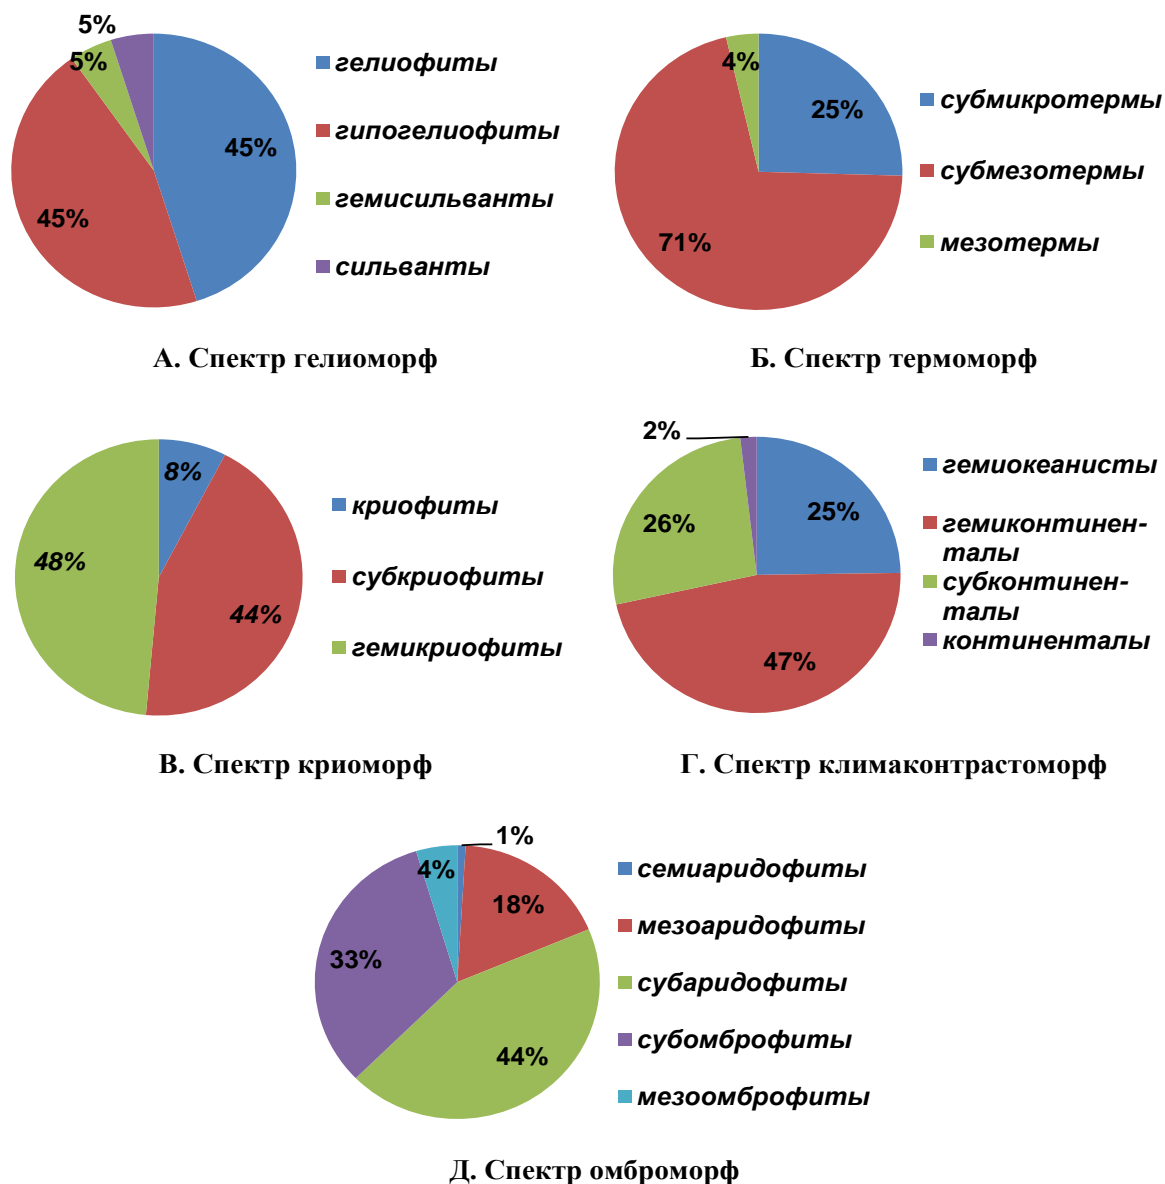 5%
5%
45%
45%
гелиофиты
гипогелиофиты
гемисильванты
сильванты
А. Спектр гелиоморф
4%
25%
71%
субмикротермы
субмезотермы
мезотермы
Б. Спектр термоморф
8%
48%
44%
криофиты
субкриофиты
гемикриофиты
В. Спектр криоморф
2%
25%
26%
47%
гемиокеанисты
гемиконтинен-
талы
субконтинен-
талы
континенталы
Г. Спектр климаконтрастоморф
1%
4%
18%
33%
44%
семиаридофиты
мезоаридофиты
субаридофиты
субомброфиты
мезоомброфиты
Д. Спектр омброморф